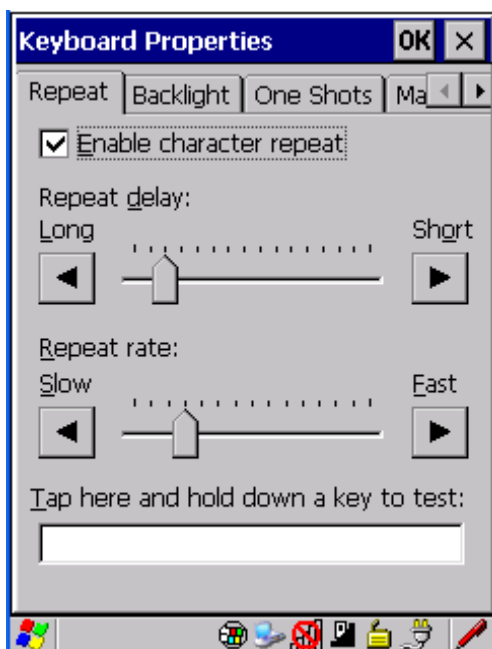 Keyboard Properties OK ×
Repeat Backlight One Shots Ma
Enable character repeat
Repeat delay:
Long Short
Repeat rate:
Slow Fast
Tap here and hold down a key to test: